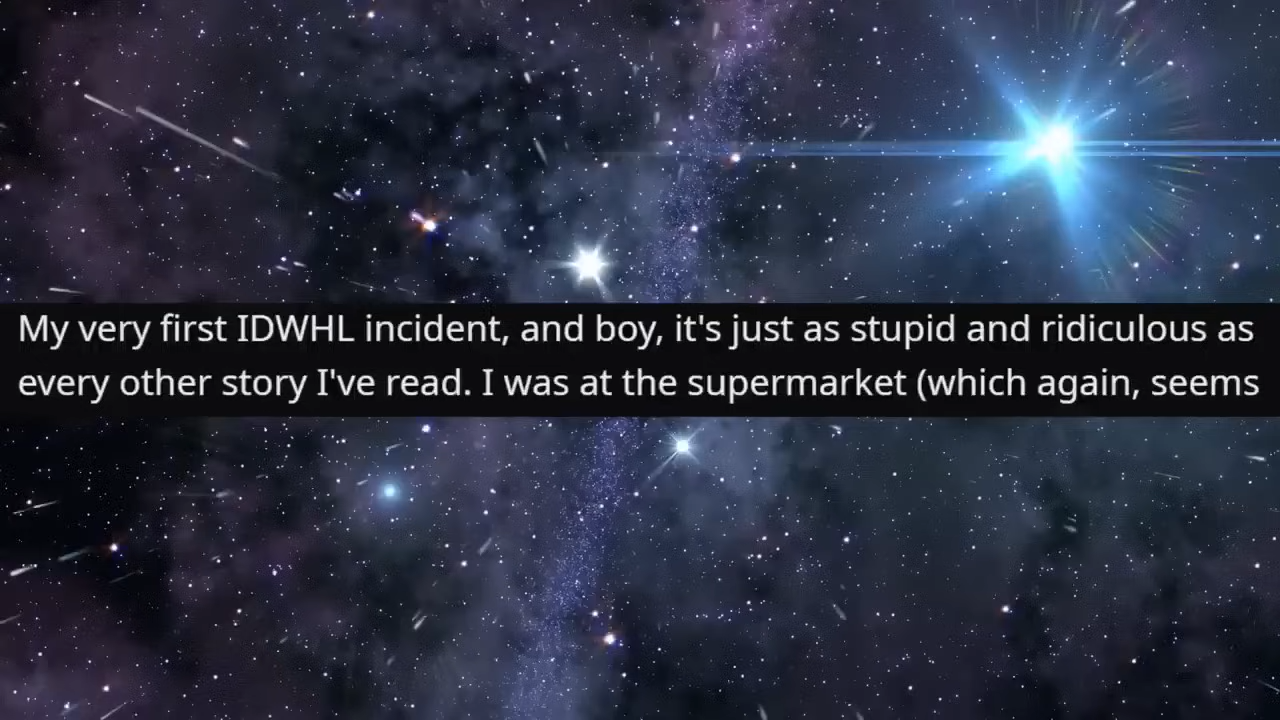 My very first IDWHL incident, and boy, it's just as stupid and ridiculous as
every other story I've read. I was at the supermarket (which again, seems